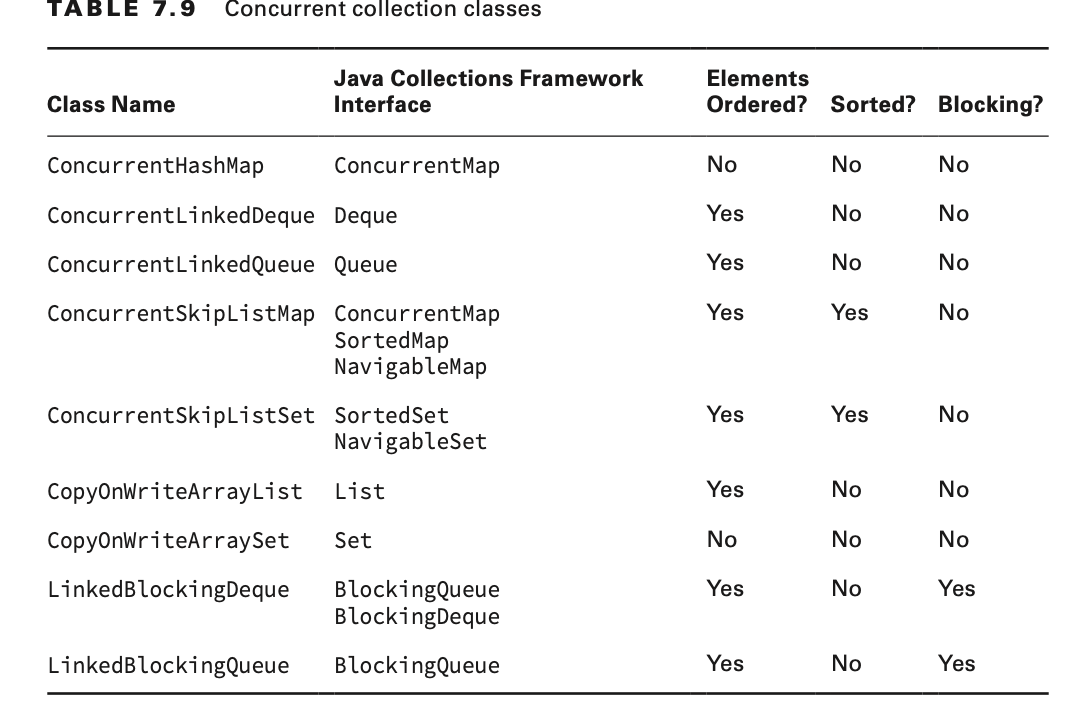 TABLE 7.9 Concurrent collection classes
Java Collections Framework Elements
Class Name Interface Ordered? Sorted? Blocking?
ConcurrentHashMap ConcurrentMap No No No
ConcurrentLinkedDeque Deque Yes No No
ConcurrentLinkedQueue Queue Yes No No
ConcurrentSkipListMap ConcurrentMap Yes Yes No
SortedMap
NavigableMap
ConcurrentSkipListSet SortedSet Yes Yes No
NavigableSet
CopyOnWriteArrayList List Yes No No
CopyOnWriteArraySet Set No No No
LinkedBlockingDeque BlockingQueue Yes No Yes
BlockingDeque
LinkedBlockingQueue BlockingQueue Yes No Yes